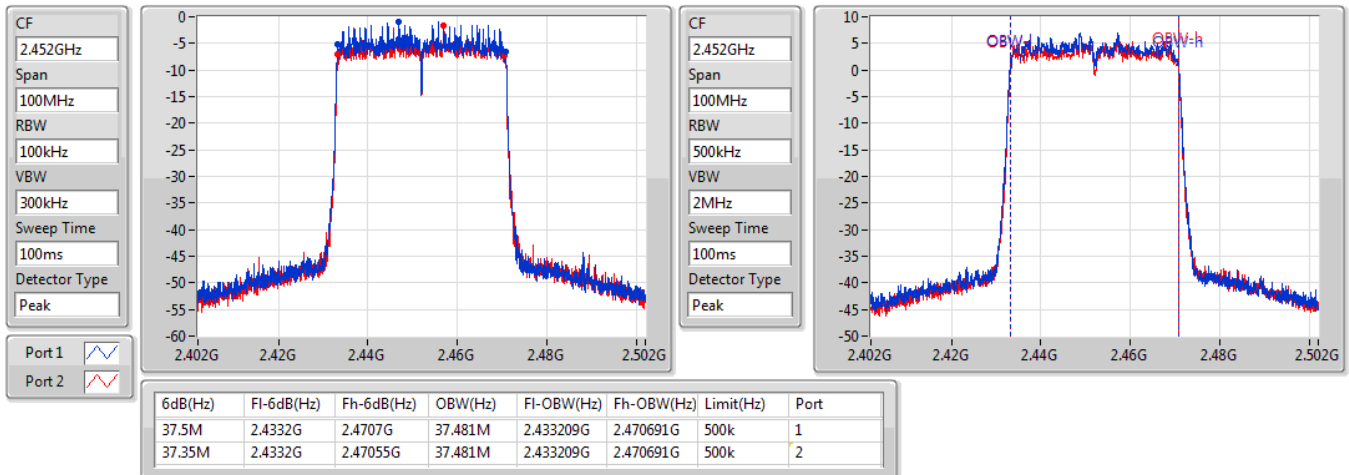 CF
2.452GHz
Span
100MHz
RBW
100kHz
VBW
300kHz
Sweep Time
100ms
Detector Type
Peak
Port 1
Port 2
0
-5
-10
-15
-20
-25
-30
-35
-40
-45
-50
-55
-60
2.402G 2.42G 2.44G 2.46G 2.48G 2.502G
CF
2.452GHz
Span
100MHz
RBW
500kHz
VBW
2MHz
Sweep Time
100ms
Detector Type
Peak
10
5
0
-5
-10
-15
-20
-25
-30
-35
-40
-45
-50
OBW-l
OBW-h
OBW-h
2.402G 2.42G 2.44G 2.46G 2.48G 2.502G
6dB(Hz) Fl-6dB(Hz) Fh-6dB(Hz) OBW(Hz) Fl-OBW(Hz) Fh-OBW(Hz) Limit(Hz) Port
37.5M 2.4332G 2.4707G 37.481M 2.433209G 2.470691G 500k 1
37.35M 2.4332G 2.47055G 37.481M 2.433209G 2.470691G 500k 2